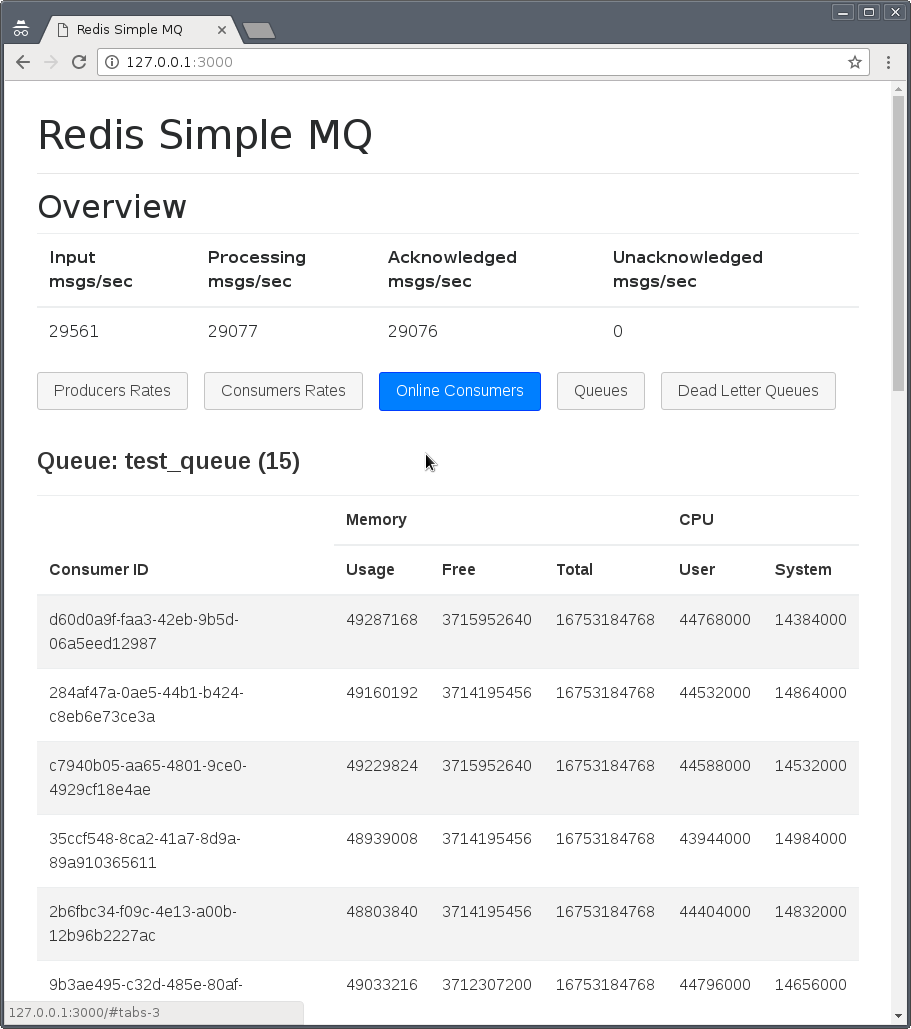 Redis Simple MQ
127.0.0.1:3000
Redis Simple MQ
Overview
Input Processing Acknowledged Unacknowledged
msgs/sec msgs/sec msgs/sec msgs/sec
29561 29077 29076 0
Producers Rates Consumers Rates Online Consumers Queues Dead Letter Queues
Queue: test_queue (15)
Memory CPU
Consumer ID Usage Free Total User System
d60d0a9f-faa3-42eb-9b5d- 49287168 3715952640 16753184768 44768000 14384000
06a5eed12987
284af47a-0ae5-44b1-b424- 49160192 3714195456 16753184768 44532000 14864000
c8eb6e73ce3a
c7940b05-aa65-4801-9ce0- 49229824 3715952640 16753184768 44588000 14532000
4929cf18e4ae
35ccf548-8ca2-41a7-8d9a- 48939008 3714195456 16753184768 43944000 14984000
89a910365611
2b6fbc34-f09c-4e13-a00b- 48803840 3714195456 16753184768 44404000 14832000
12b96b2227ac
9b3ae495-c32d-485e-80af- 49033216 3712307200 16753184768 44796000 14656000
127.0.0.1:3000/#tabs-3